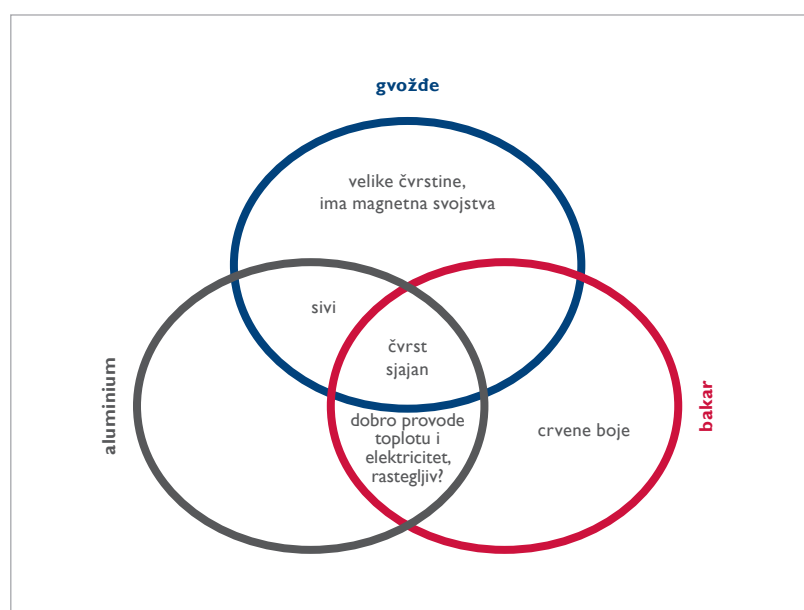 gvožđe
velike čvrstine,
ima magnetna svojstva
sivi
čvrst
sjajan
aluminium
bakar
dobro provode
toplotu i
elektricitet,
rastegljiv?
crvene boje